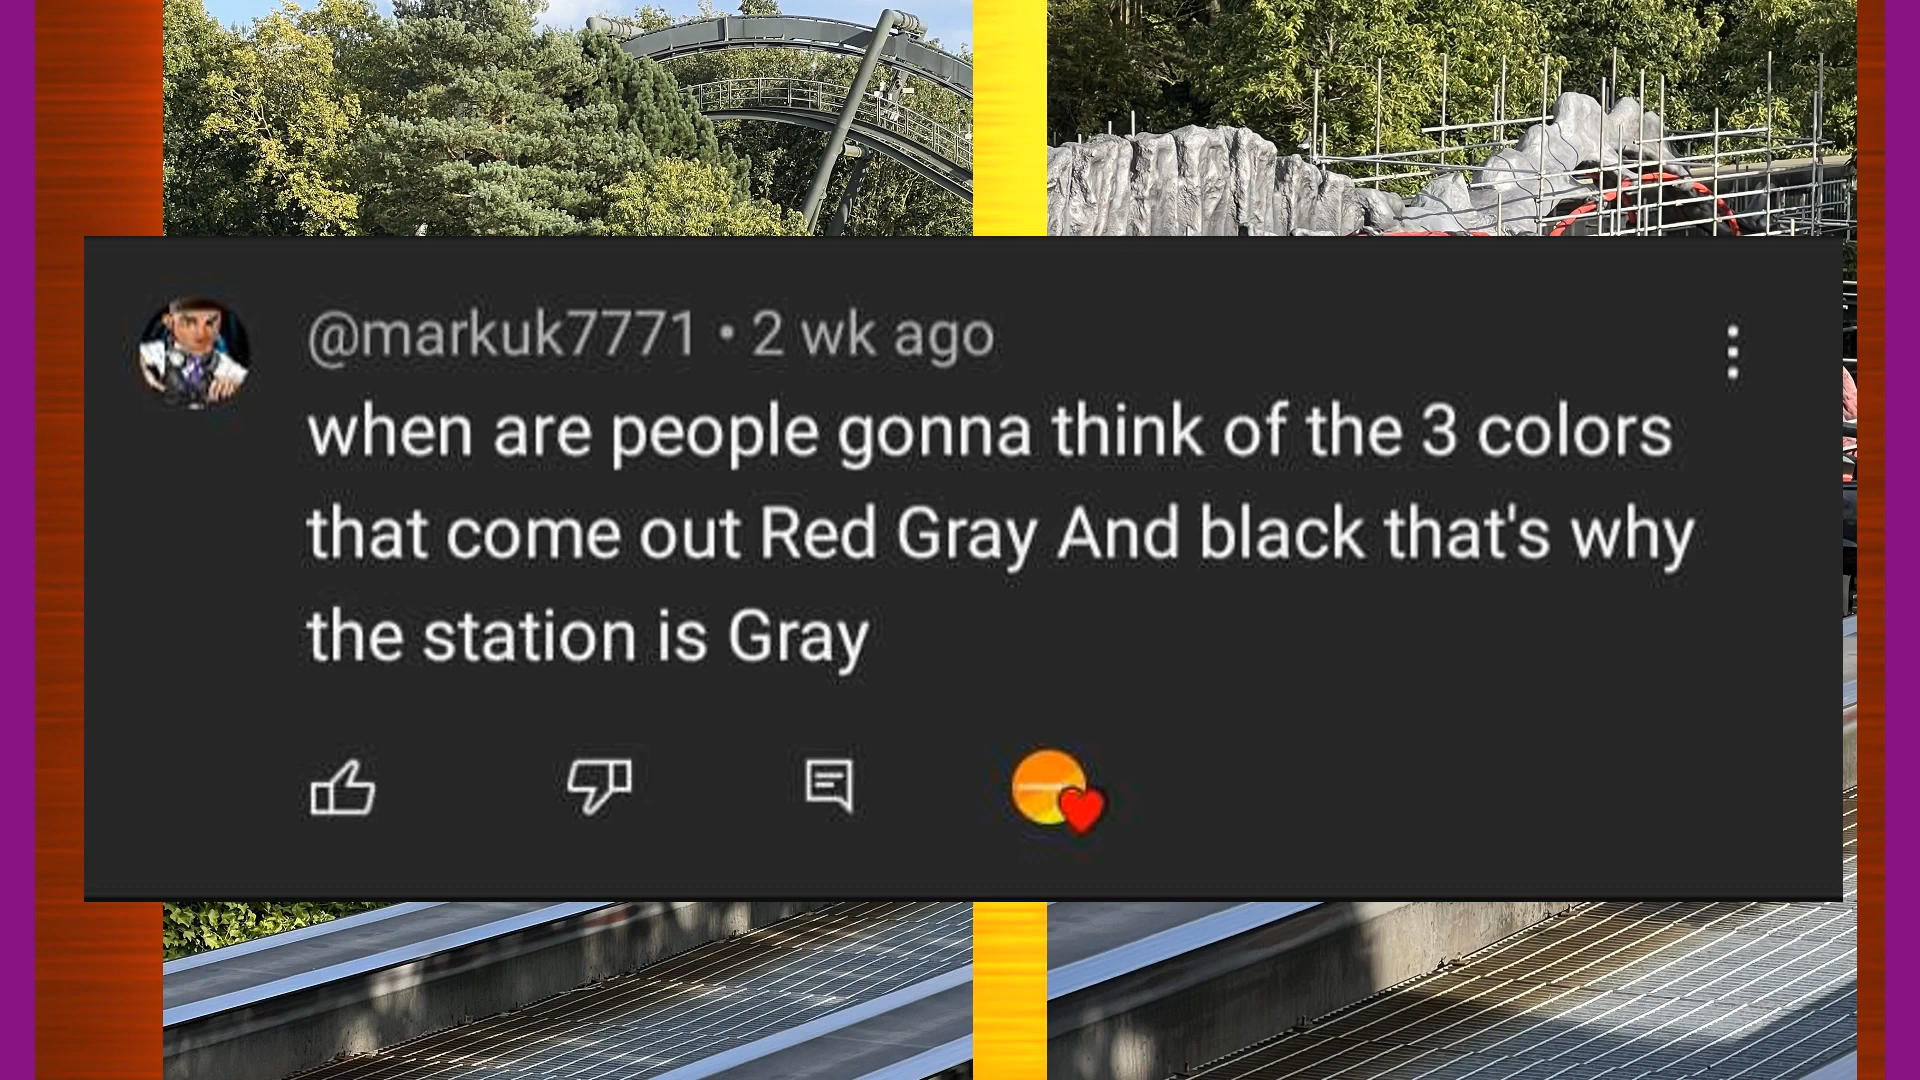 @markuk7771 • 2 wk ago
when are people gonna think of the 3 colors
that come out Red Gray And black that's why
the station is Gray